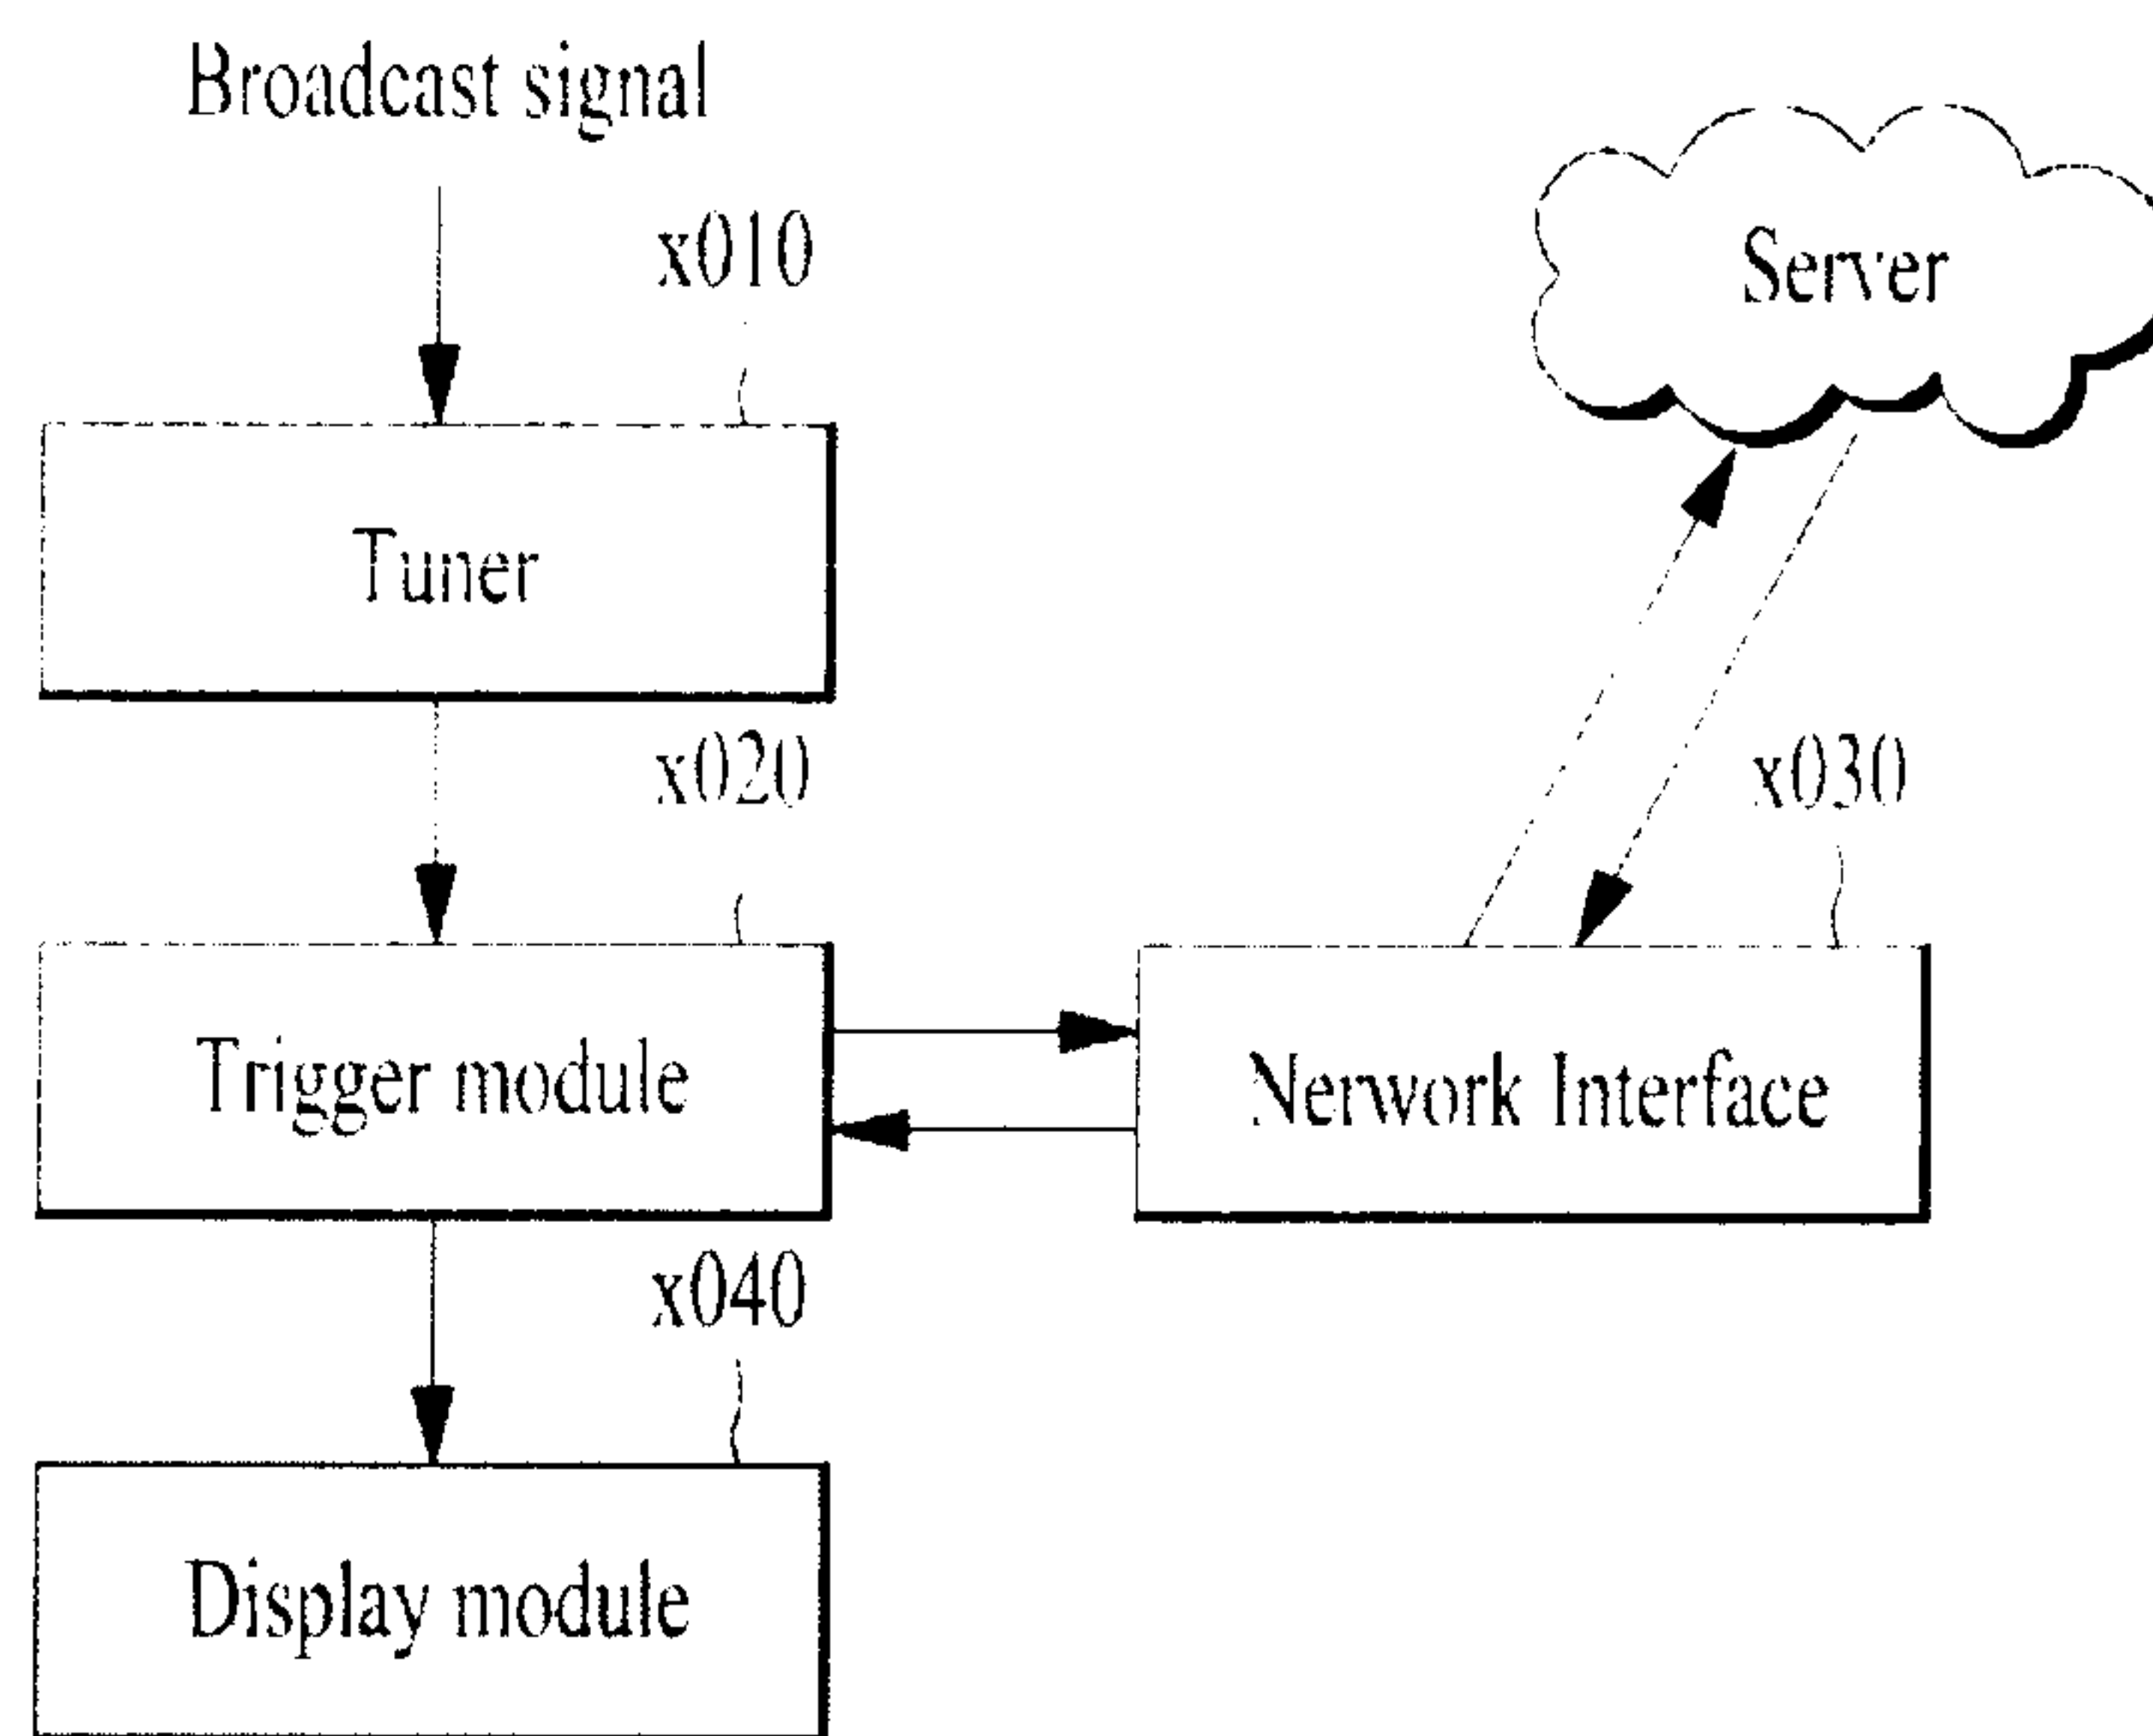 Broadcast signal
x010
Server
Tuner
x020
x030
Trigger module
Nerwork Interface
x040
Display module